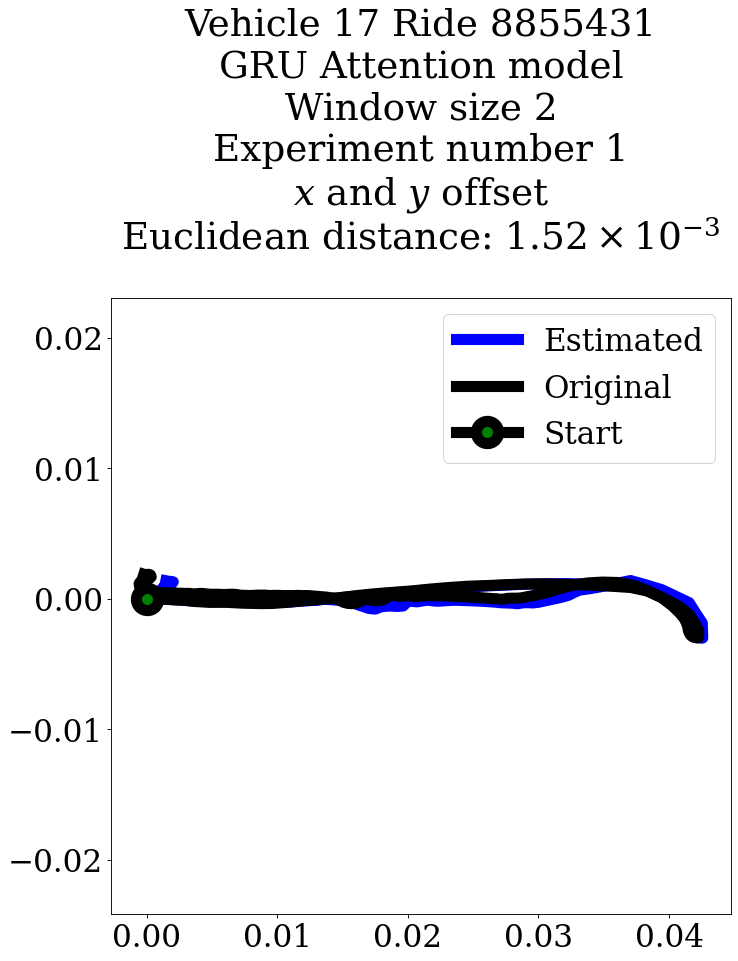 Vehicle 17 Ride 8855431
GRU Attention model
Window size 2
Experiment number 1
x and y offset
Euclidean distance: 1.52 × 10⁻³
Estimated
Original
Start
0.02
0.01
0.00
−0.01
−0.02
0.00 0.01 0.02 0.03 0.04